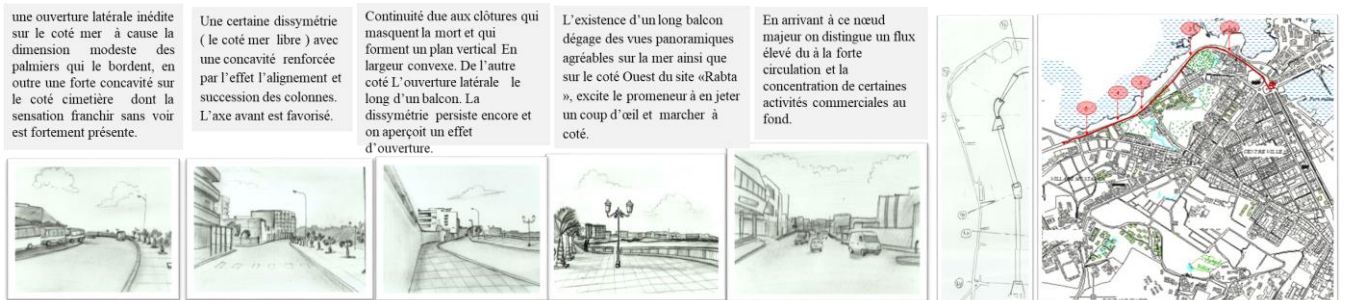 une ouverture latérale inédite
sur le coté mer à cause la
dimension modeste des
palmiers qui le bordent, en
outre une forte concavité sur
le coté cimetière dont la
sensation franchir sans voir
est fortement présente.
Une certaine dissymétrie
( le coté mer libre ) avec
une concavité renforcée
par l'effet l'alignement et
succession des colonnes.
L'axe avant est favorisé.
Continuité due aux clôtures qui
masquent la mort et qui
forment un plan vertical En
largeur convexe. De l'autre
coté L'ouverture latérale le
long d'un balcon. La
dissymétrie persiste encore et
on aperçoit un effet
d'ouverture.
L'existence d'un long balcon
dégage des vues panoramiques
agréables sur la mer ainsi que
sur le coté Ouest du site «Rabta
», excite le promeneur à en jeter
un coup d'œil et marcher à
coté.
En arrivant à ce nœud
majeur on distingue un flux
élevé du à la forte
circulation et la
concentration de certaines
activités commerciales au
fond.
CENTRE VILLE